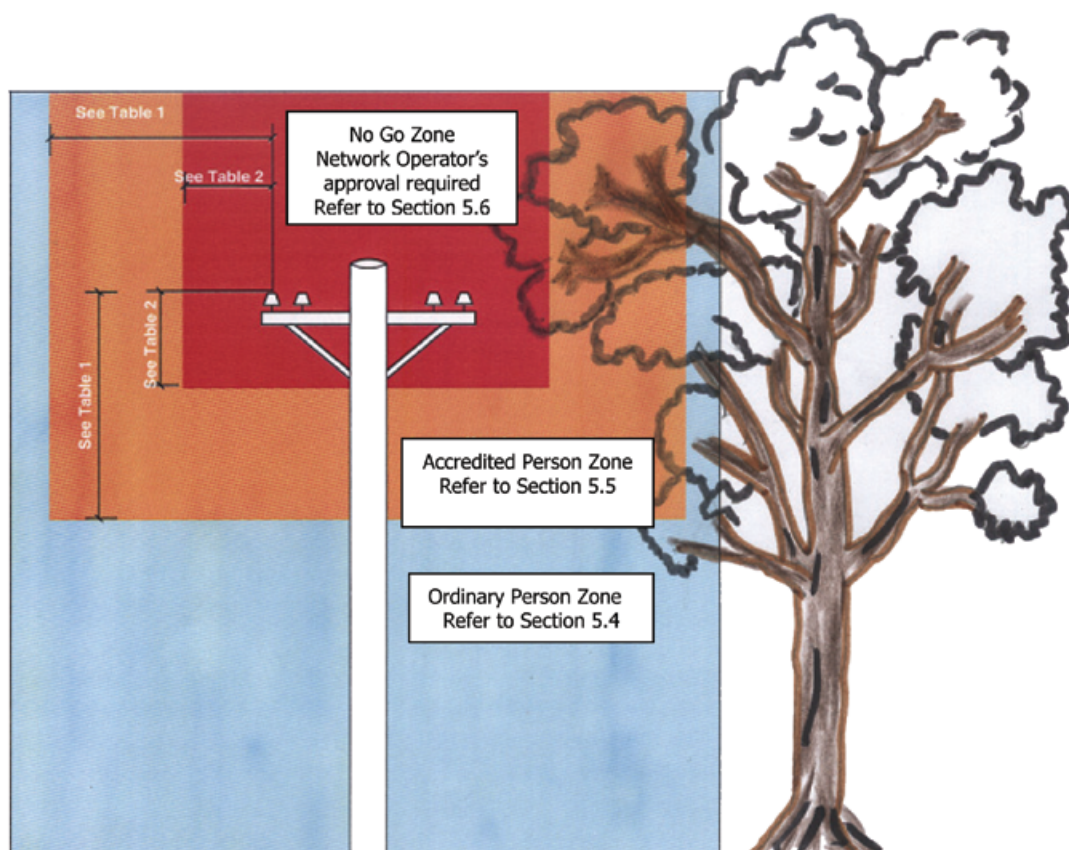 See Table 1
No Go Zone
Network Operator's
approval required
Refer to Section 5.6
See Table 2
See Table 2
See Table 1
Accredited Person Zone
Refer to Section 5.5
Ordinary Person Zone
Refer to Section 5.4